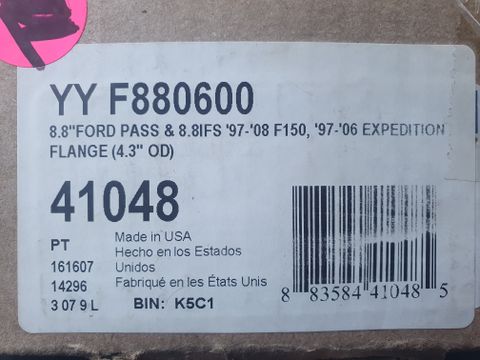 YY F880600
8.8"FORD PASS & 8.8IFS '97-'08 F150, '97-'06 EXPEDITION
FLANGE (4.3" OD)
41048
PT
Made in USA
161607
Hecho en los Estados
Unidos
14296
Fabriqué en les États Unis
3 07 9 L
BIN: K5C1
8 83584 41048 5